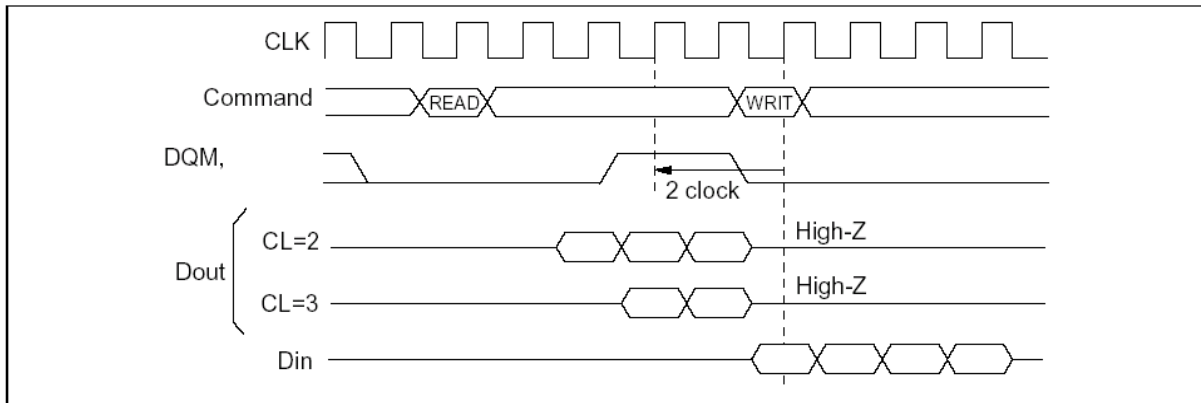 CLK
Command READ WRIT
DQM,
2 clock
CL=2 High-Z
Dout
CL=3 High-Z
Din